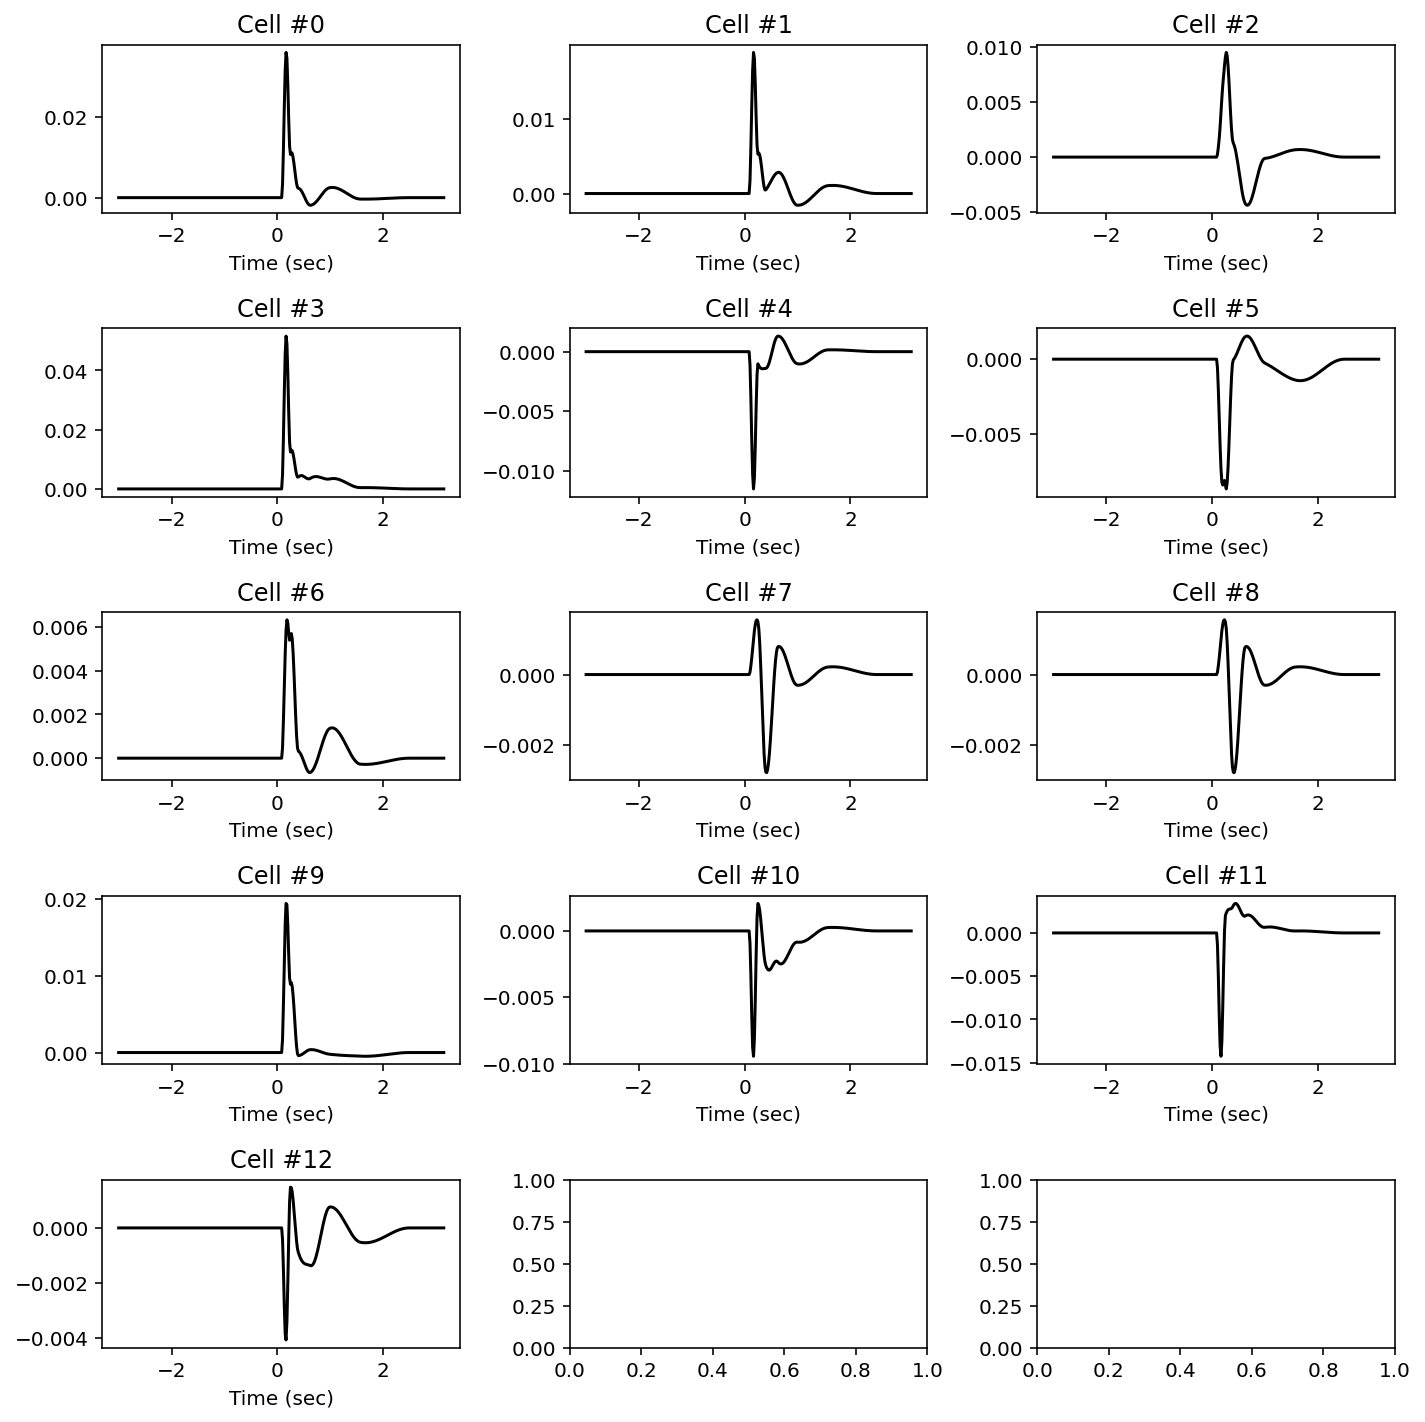 Cell #0 Cell #1 Cell #2
0.02 0.00
0.01 0.00
0.010 0.005 0.000 −0.005
−2 0 2 −2 0 2 −2 0 2
Time (sec) Time (sec) Time (sec)
Cell #3 Cell #4 Cell #5
0.04 0.02 0.00
0.000 −0.005 −0.010
0.000 −0.005
−2 0 2 −2 0 2 −2 0 2
Time (sec) Time (sec) Time (sec)
Cell #6 Cell #7 Cell #8
0.006 0.004 0.002 0.000
0.000 −0.002
0.000 −0.002
−2 0 2 −2 0 2 −2 0 2
Time (sec) Time (sec) Time (sec)
Cell #9 Cell #10 Cell #11
0.02 0.01 0.00
0.000 −0.005 −0.010
0.000 −0.005 −0.010 −0.015
−2 0 2 −2 0 2 −2 0 2
Time (sec) Time (sec) Time (sec)
Cell #12
0.000 −0.002 −0.004
1.00 0.75 0.50 0.25 0.00
1.00 0.75 0.50 0.25 0.00
−2 0 2 0.0 0.2 0.4 0.6 0.8 1.0 0.0 0.2 0.4 0.6 0.8 1.0
Time (sec)